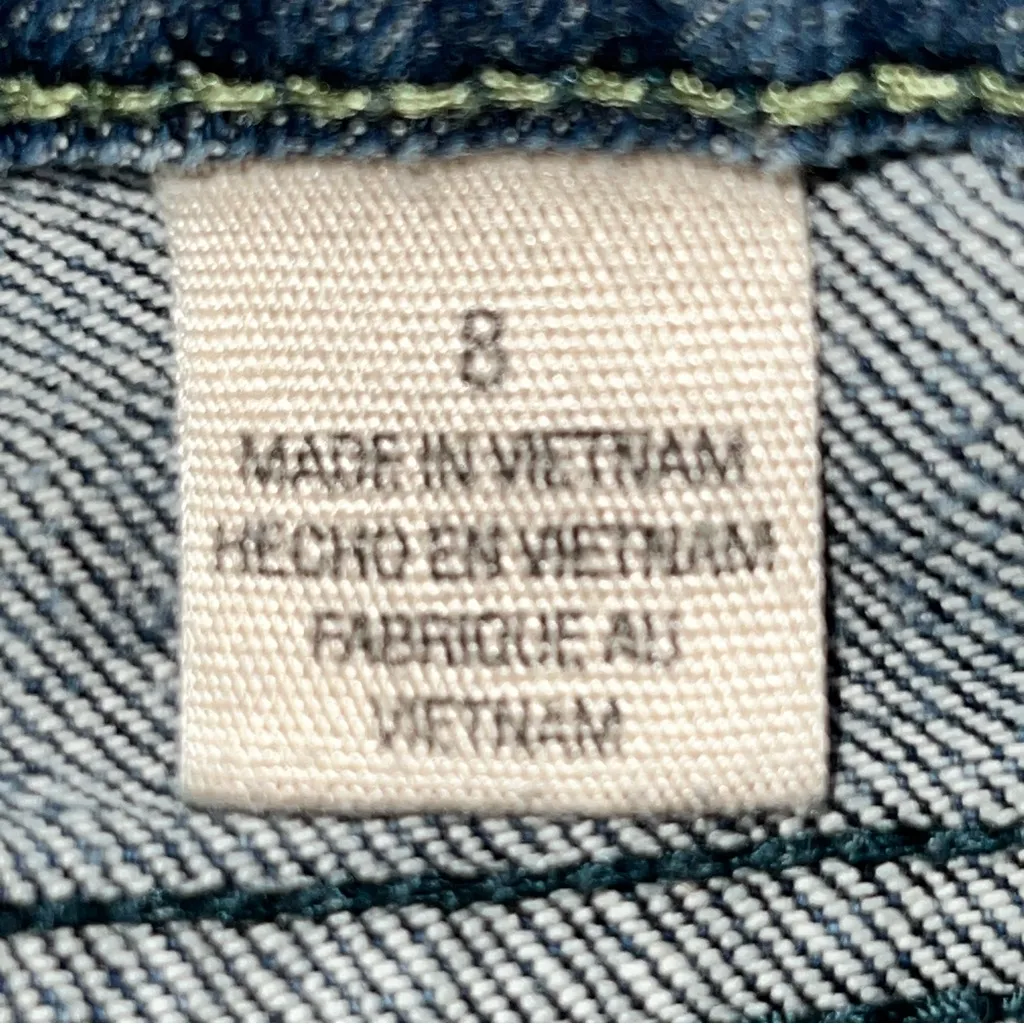 8
MADE IN VIETNAM
HECHO EN VIETNAM
FABRIQUE AU
VIETNAM